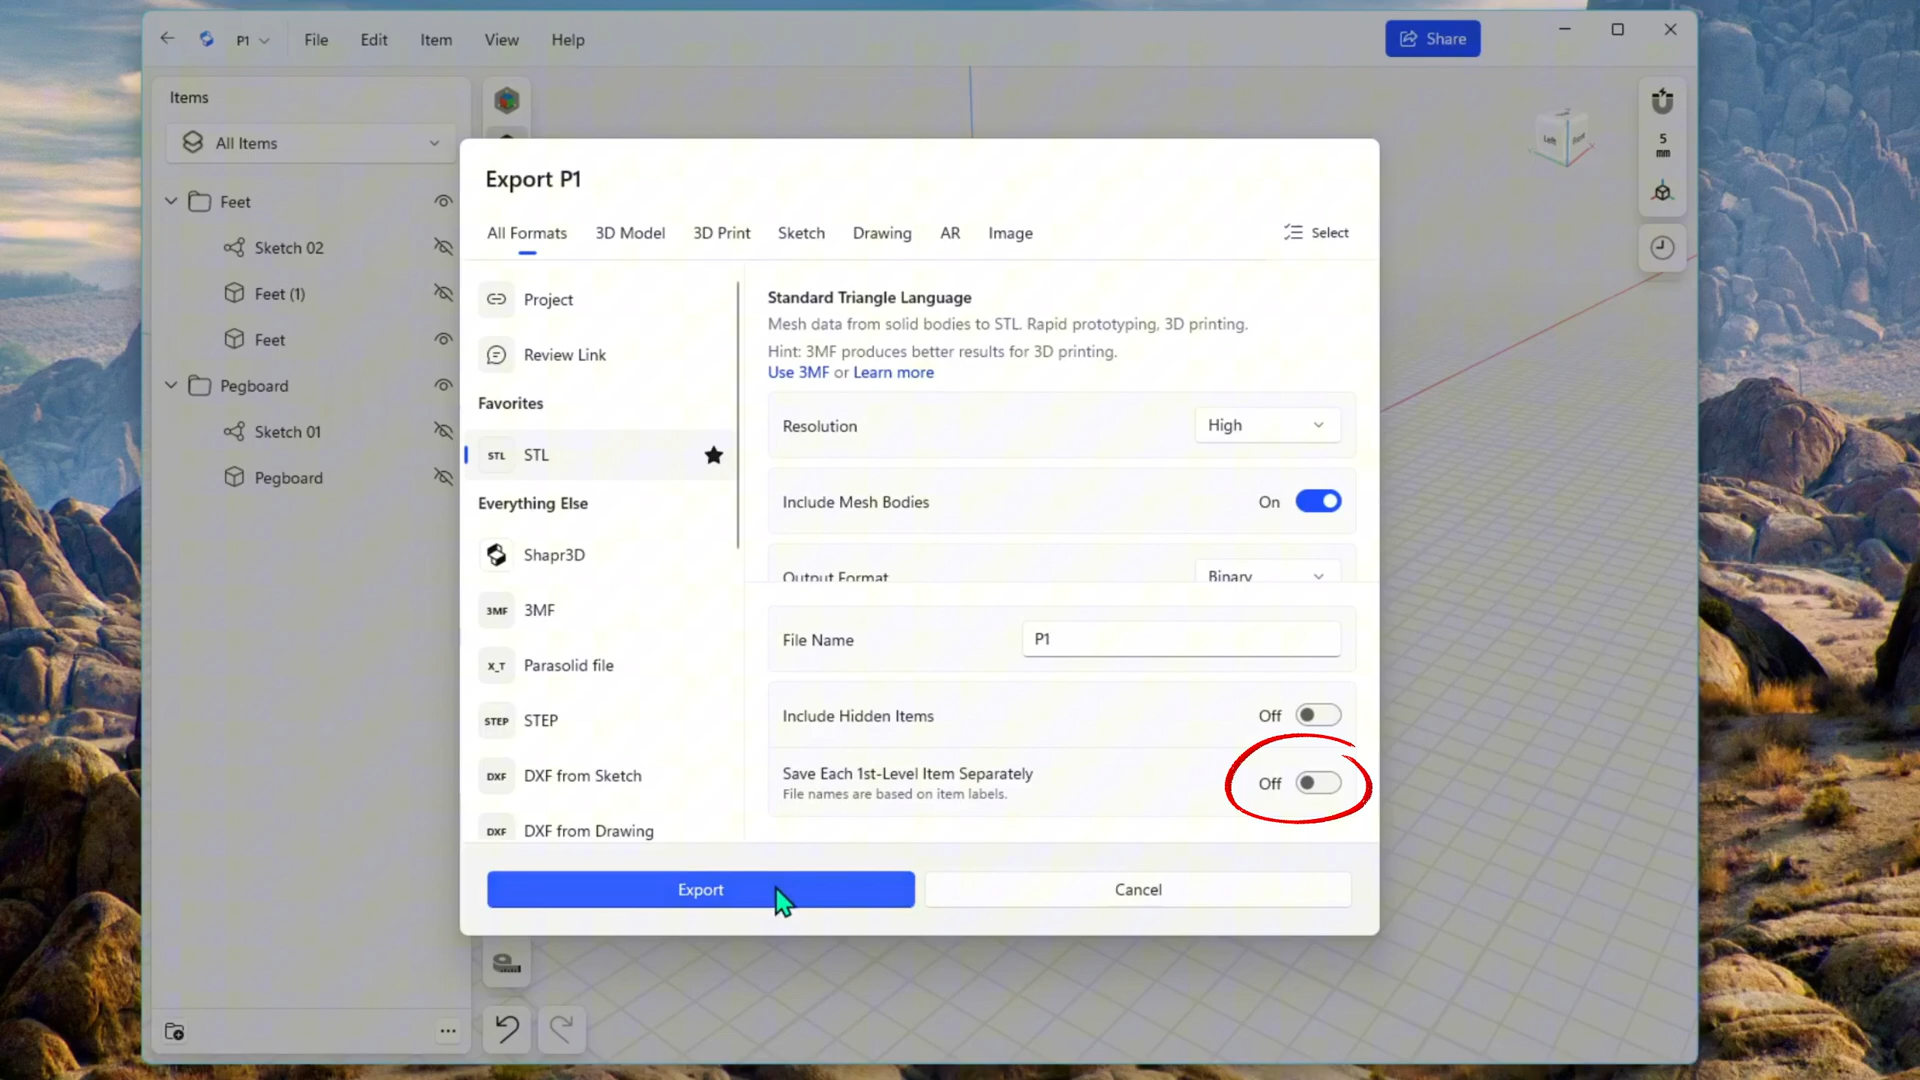 P1
File
Edit
Item
View
Help
Share
Items
All Items
Feet
Sketch 02
Feet (1)
Feet
Pegboard
Sketch 01
Pegboard
Left
5
mm
Export P1
All Formats
3D Model
3D Print
Sketch
Drawing
AR
Image
Select
Project
Review Link
Favorites
STL STL
Everything Else
Shapr3D
3MF 3MF
X_T Parasolid file
STEP STEP
DXF DXF from Sketch
DXF DXF from Drawing
Standard Triangle Language
Mesh data from solid bodies to STL. Rapid prototyping, 3D printing.
Hint: 3MF produces better results for 3D printing.
Use 3MF or Learn more
Resolution High
Include Mesh Bodies On
Output Format Binary
File Name P1
Include Hidden Items Off
Save Each 1st-Level Item Separately Off
File names are based on item labels.
Export
Cancel